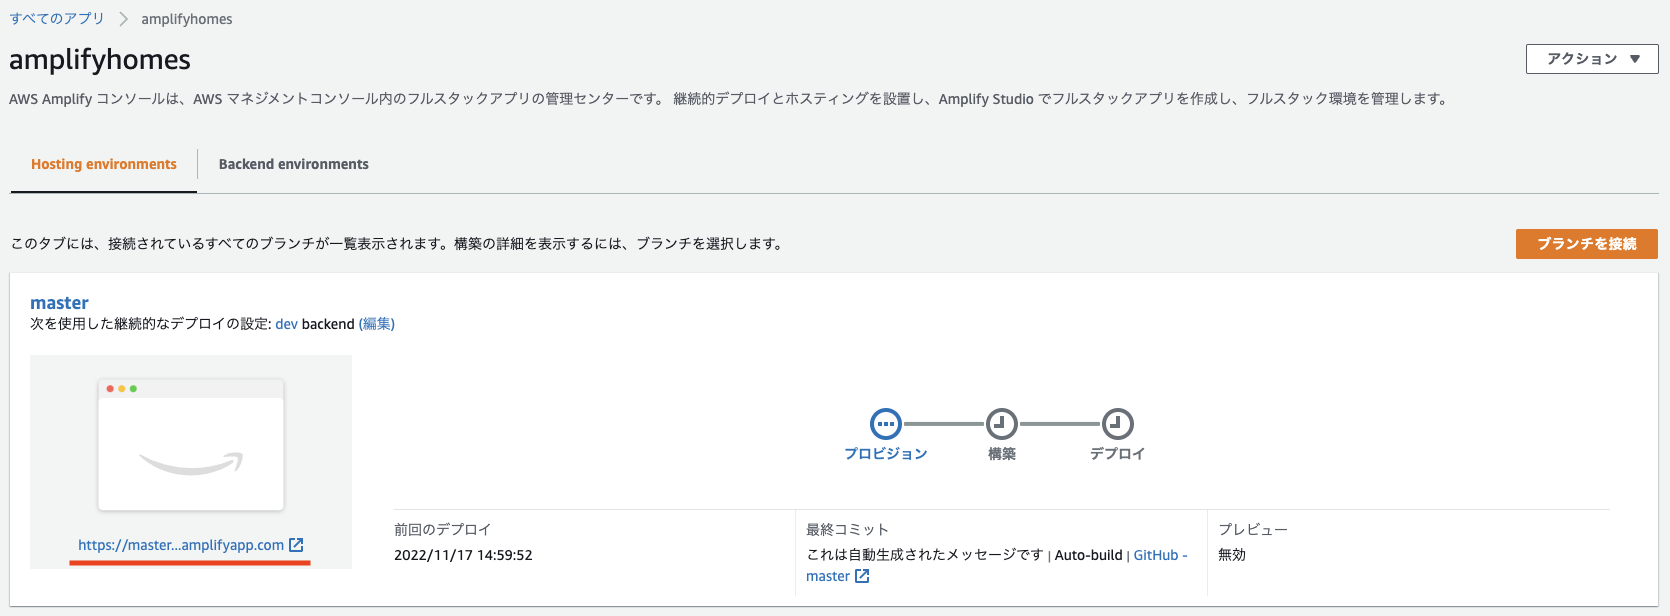 すべてのアプリ > amplifyhomes
amplifyhomes
アクション ▼
AWS Amplify コンソールは、AWS マネジメントコンソール内のフルスタックアプリの管理センターです。 継続的デプロイとホスティングを設置し、Amplify Studio でフルスタックアプリを作成し、フルスタック環境を管理します。
Hosting environments
Backend environments
このタブには、接続されているすべてのブランチが一覧表示されます。構築の詳細を表示するには、ブランチを選択します。
ブランチを接続
master
次を使用した継続的なデプロイの設定: dev backend (編集)
プロビジョン
構築
デプロイ
https://master...amplifyapp.com
前回のデプロイ
2022/11/17 14:59:52
最終コミット
これは自動生成されたメッセージです | Auto-build | GitHub -
master
プレビュー
無効